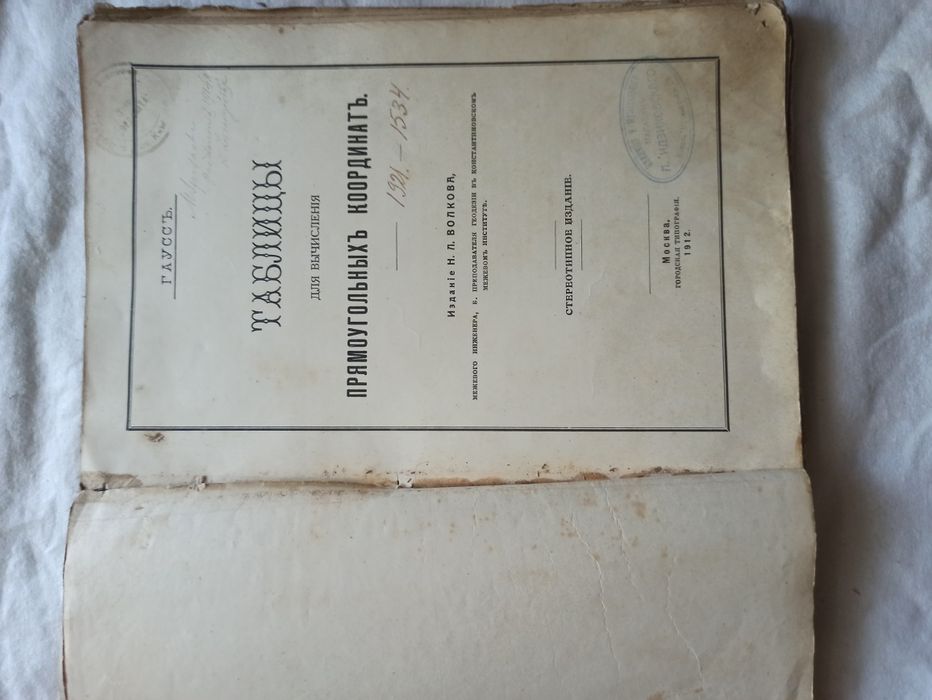 ГАУССЪ.
ТАБЛИЦЫ
ДЛЯ ВЫЧИСЛЕНІЯ
ПРЯМОУГОЛЬНЫХЪ КООРДИНАТЪ.
1921. — 1534.
Изданіе Н. Л. ВОЛКОВА,
МЕЖЕВОГО ИНЖЕНЕРА, Б. ПРЕПОДАВАТЕЛЯ ГЕОДЕЗІИ ВЪ КОНСТАНТИНОВСКОМЪ
МЕЖЕВОМЪ ИНСТИТУТѢ.
СТЕРЕОТИПНОЕ ИЗДАНІЕ.
Москва.
ГОРОДСКАЯ ТИПОГРАФІЯ.
1912.